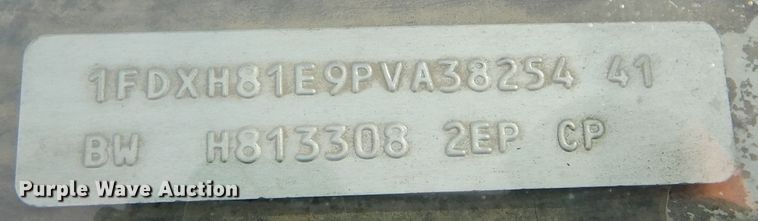 1FDXH81E9PVA38254 41
BW H813308 2EP CP
Purple Wave Auction